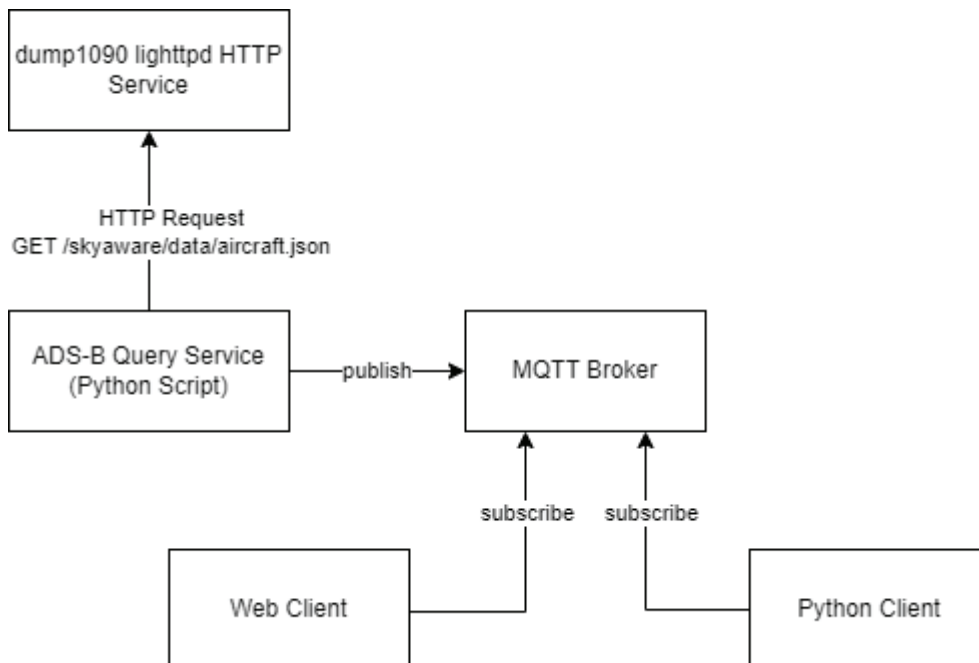 dump1090 lighttpd HTTP
Service
HTTP Request
GET /skyaware/data/aircraft.json
ADS-B Query Service
(Python Script)
publish
MQTT Broker
subscribe
subscribe
Web Client
Python Client